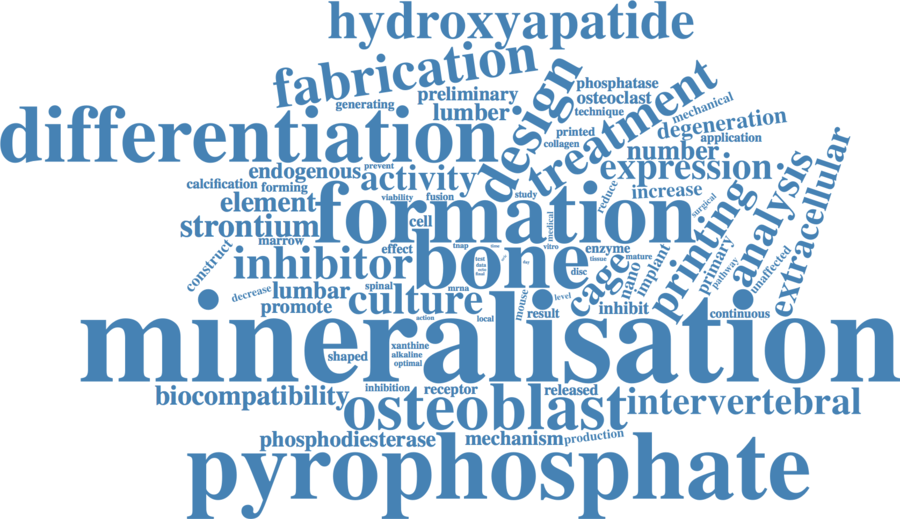 hydroxyapatide
fabrication
design
phosphatase
treatment
generating
preliminary
osteoclast
mechanical
lumber
technique
differentiation
printed
degeneration
application
collagen
number
expression
endogenous
prevent
activity
calcification
forming
viability
fusion
study
reduce
increase
analysis
extracellular
element
formation
surgical
strontium
cell
medical
printing
marrow
effect
tnap
vitro
enzyme
construct
inhibitor
bone
test
data
food
day
tissue
mature
disc
cage
nano
implant
primary
pathway
unaffected
decrease
lumbar
spinal
mrna
culture
mouse
level
promote
result
inhibit
continuous
action
local
mineralisation
xanthine
shaped
alkaline
optimal
biocompatibility
inhibition
receptor
released
osteoblast
intervertebral
phosphodiesterase
mechanism
production
pyrophosphate